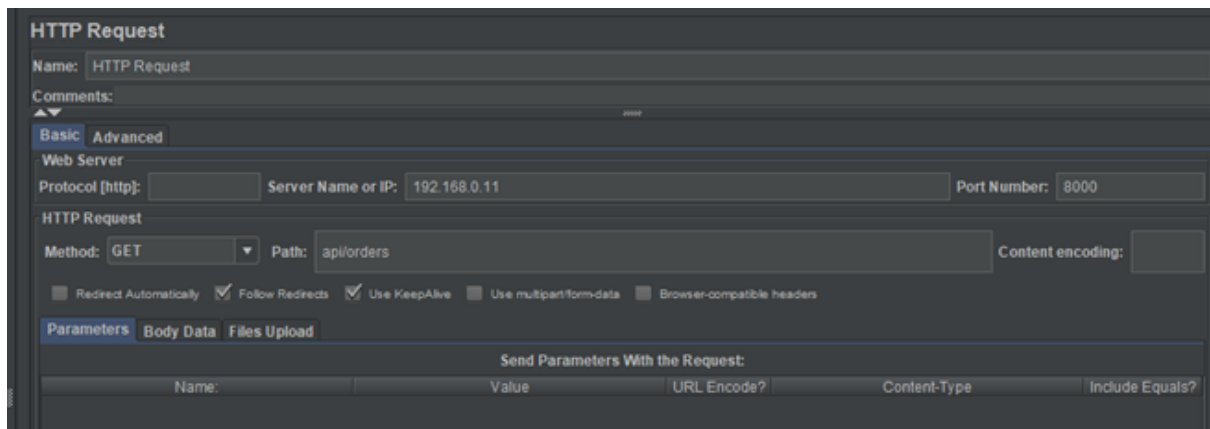 HTTP Request
Name: HTTP Request
Comments:
Basic Advanced
Web Server
Protocol [http]: Server Name or IP: 192.168.0.11 Port Number: 8000
HTTP Request
Method: GET Path: api/orders Content encoding:
Redirect Automatically Follow Redirects Use KeepAlive Use multipart/form-data Browser-compatible headers
Parameters Body Data Files Upload
Send Parameters With the Request:
Name: Value URL Encode? Content-Type Include Equals?